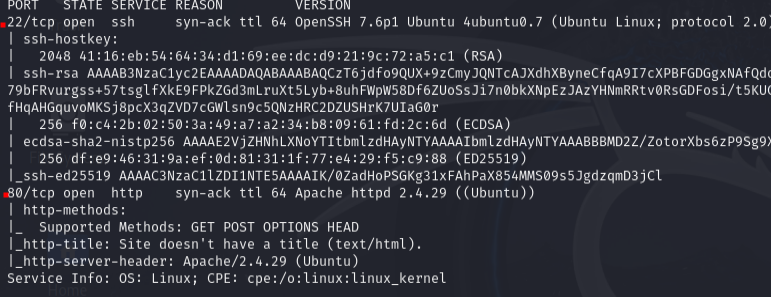 PORT   STATE SERVICE REASON         VERSION
22/tcp open  ssh     syn-ack ttl 64 OpenSSH 7.6p1 Ubuntu 4ubuntu0.7 (Ubuntu Linux; protocol 2.0)
| ssh-hostkey:
|   2048 41:16:eb:54:64:34:d1:69:ee:dc:d9:21:9c:72:a5:c1 (RSA)
| ssh-rsa AAAAB3NzaC1yc2EAAAADAQABAAABAQCzT6jdfo9QUX+9zCmyJQNTcAJXdhXByneCfqA9I7cXPBFGDGgxNAfQdo
79bFRvurgss+57tsglfXkE9FPkZGd3mLruXt5Lyb+8uhFWpW58Df6ZUoSsJi7n0bkXNpEzJAzYHNmRRtv0RsGDFosi/t5KUG
fHqAHGquvoMKSj8pcX3qZVD7cGWlsn9c5QNzHRC2DZUSHrK7UIaG0r
|   256 f0:c4:2b:02:50:3a:49:a7:a2:34:b8:09:61:fd:2c:6d (ECDSA)
| ecdsa-sha2-nistp256 AAAAE2VjZHNhLXNoYTItbmlzdHAyNTYAAAAIbmlzdHAyNTYAAABBBMD2Z/ZotorXbs6zP9Sg9X
|   256 df:e9:46:31:9a:ef:0d:81:31:1f:77:e4:29:f5:c9:88 (ED25519)
|_ssh-ed25519 AAAAC3NzaC1lZDI1NTE5AAAAIK/0ZadHoPSGKg31xFAhPaX854MMS09s5JgdzqmD3jCl
80/tcp open  http    syn-ack ttl 64 Apache httpd 2.4.29 ((Ubuntu))
| http-methods:
|_  Supported Methods: GET POST OPTIONS HEAD
|_http-title: Site doesn't have a title (text/html).
|_http-server-header: Apache/2.4.29 (Ubuntu)
Service Info: OS: Linux; CPE: cpe:/o:linux:linux_kernel
Home